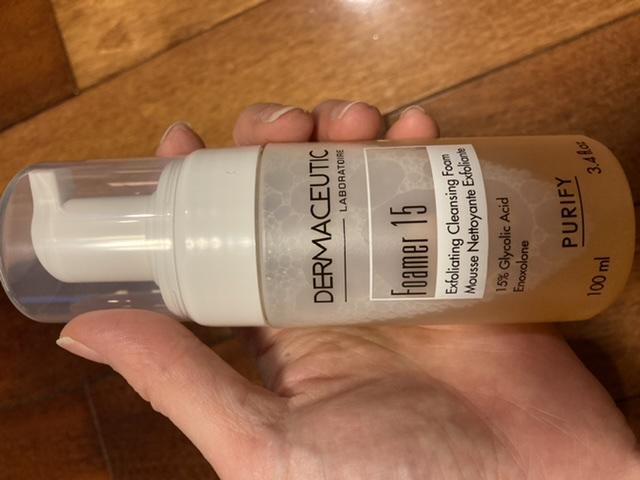 DERMACEUTIC
LABORATOIRE
Foamer 15
Exfoliating Cleansing Foam
Mousse Nettoyante Exfoliante
15% Glycolic Acid
Enoxolone
PURIFY
100 ml
3.4 fl.oz